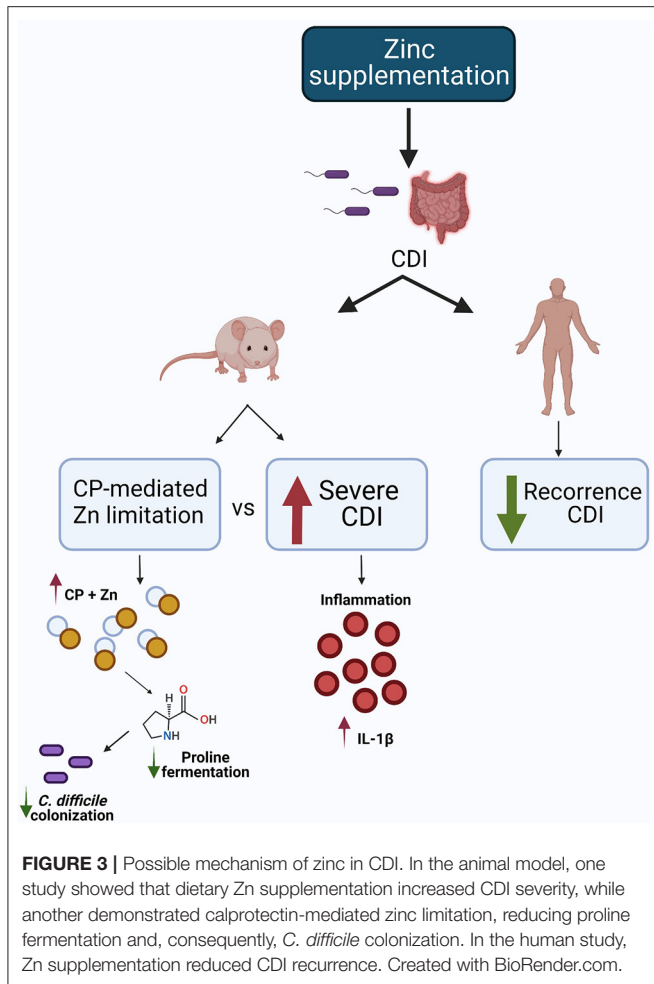 Zinc
supplementation
CDI
CP-mediated
Zn limitation
vs
Severe
CDI
Recorrence
CDI
CP + Zn
Inflammation
H
O
OH
NH
Proline
fermentation
IL-1β
C. difficile
colonization
FIGURE 3 | Possible mechanism of zinc in CDI. In the animal model, one
study showed that dietary Zn supplementation increased CDI severity, while
another demonstrated calprotectin-mediated zinc limitation, reducing proline
fermentation and, consequently, C. difficile colonization. In the human study,
Zn supplementation reduced CDI recurrence. Created with BioRender.com.